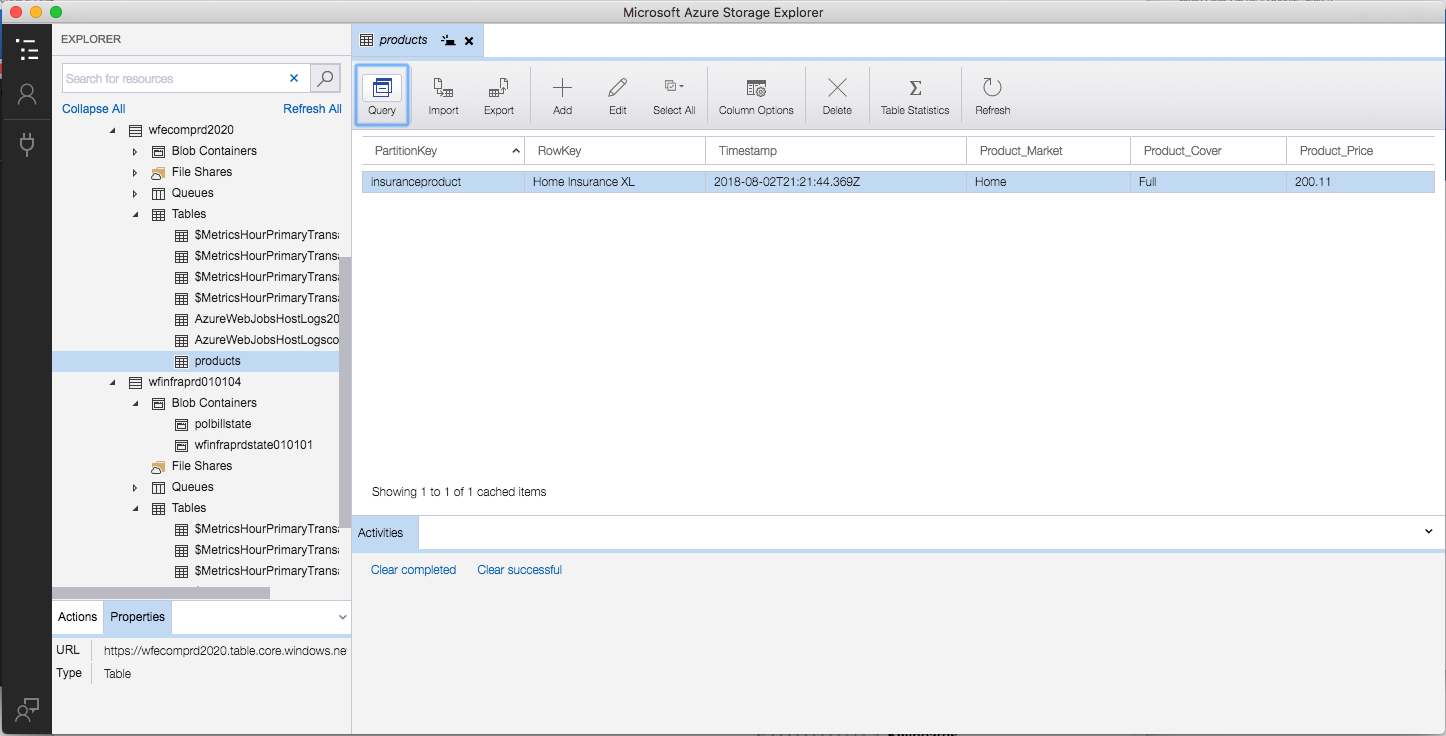 Microsoft Azure Storage Explorer
EXPLORER
Search for resources
Collapse All Refresh All
wfecomprd2020
Blob Containers
File Shares
Queues
Tables
$MetricsHourPrimaryTransa
$MetricsHourPrimaryTransa
$MetricsHourPrimaryTransa
$MetricsHourPrimaryTransa
AzureWebJobsHostLogs20
AzureWebJobsHostLogsco
products
wfinfraprd010104
Blob Containers
polbillstate
wfinfraprdstate010101
File Shares
Queues
Tables
$MetricsHourPrimaryTransa
$MetricsHourPrimaryTransa
$MetricsHourPrimaryTransa
Actions Properties
URL https://wfecomprd2020.table.core.windows.ne
Type Table
products
Query Import Export Add Edit Select All Column Options Delete Table Statistics Refresh
PartitionKey RowKey Timestamp Product_Market Product_Cover Product_Price
insuranceproduct Home Insurance XL 2018-08-02T21:21:44.369Z Home Full 200.11
Showing 1 to 1 of 1 cached items
Activities
Clear completed Clear successful